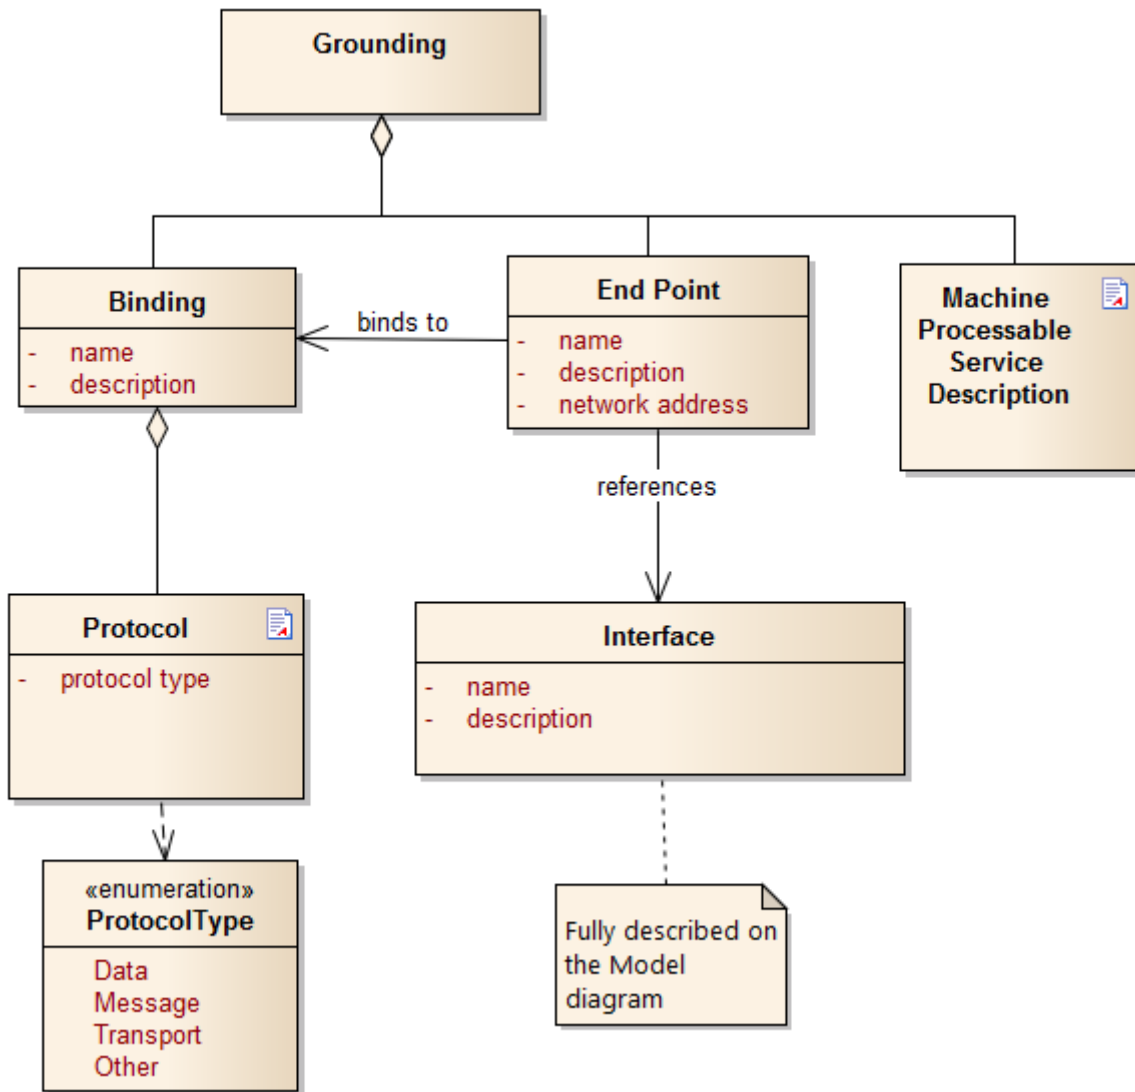 Grounding
Binding
- name
- description
binds to
End Point
- name
- description
- network address
Machine
Processable
Service
Description
references
Protocol
- protocol type
Interface
- name
- description
«enumeration»
ProtocolType
Data
Message
Transport
Other
Fully described on
the Model
diagram